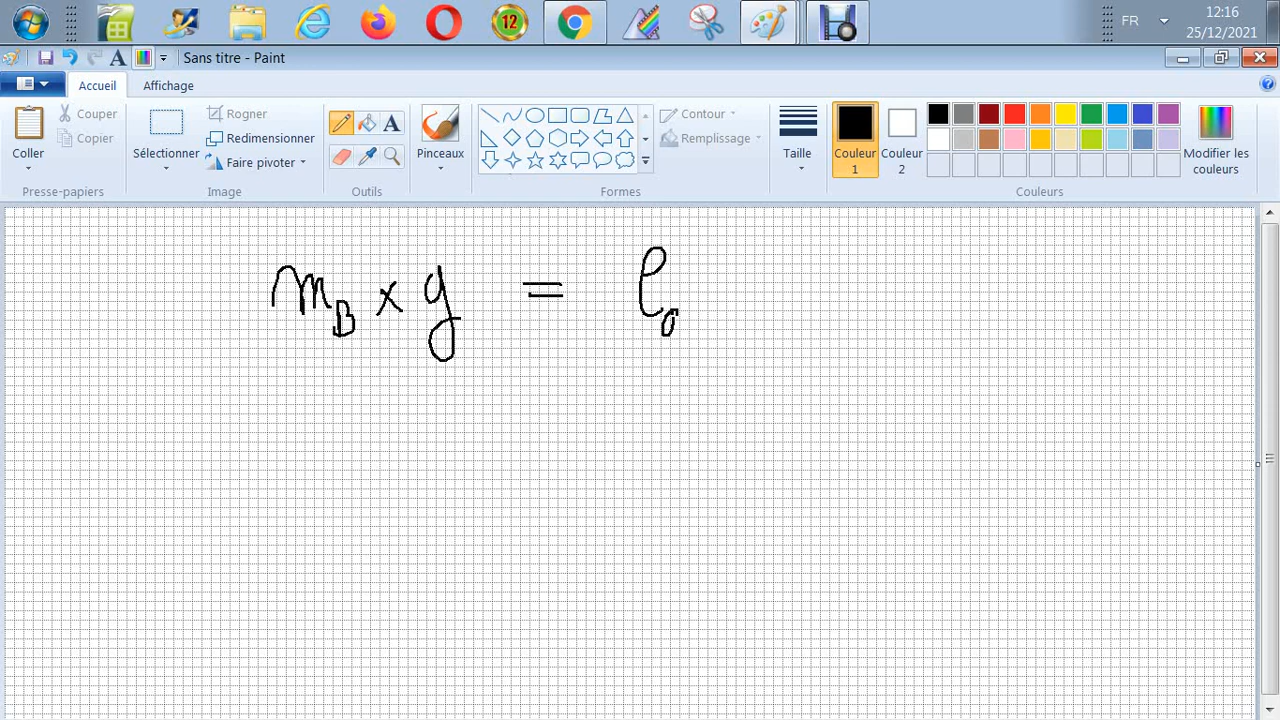 12
FR
12:16
25/12/2021
Sans titre - Paint
Accueil Affichage
Coller
Couper
Copier
Presse-papiers
Sélectionner
Rogner
Redimensionner
Faire pivoter
Image
A
Outils
Pinceaux
Contour
Remplissage
Formes
Taille
Couleur 1
Couleur 2
Modifier les couleurs
Couleurs
m_B × g =